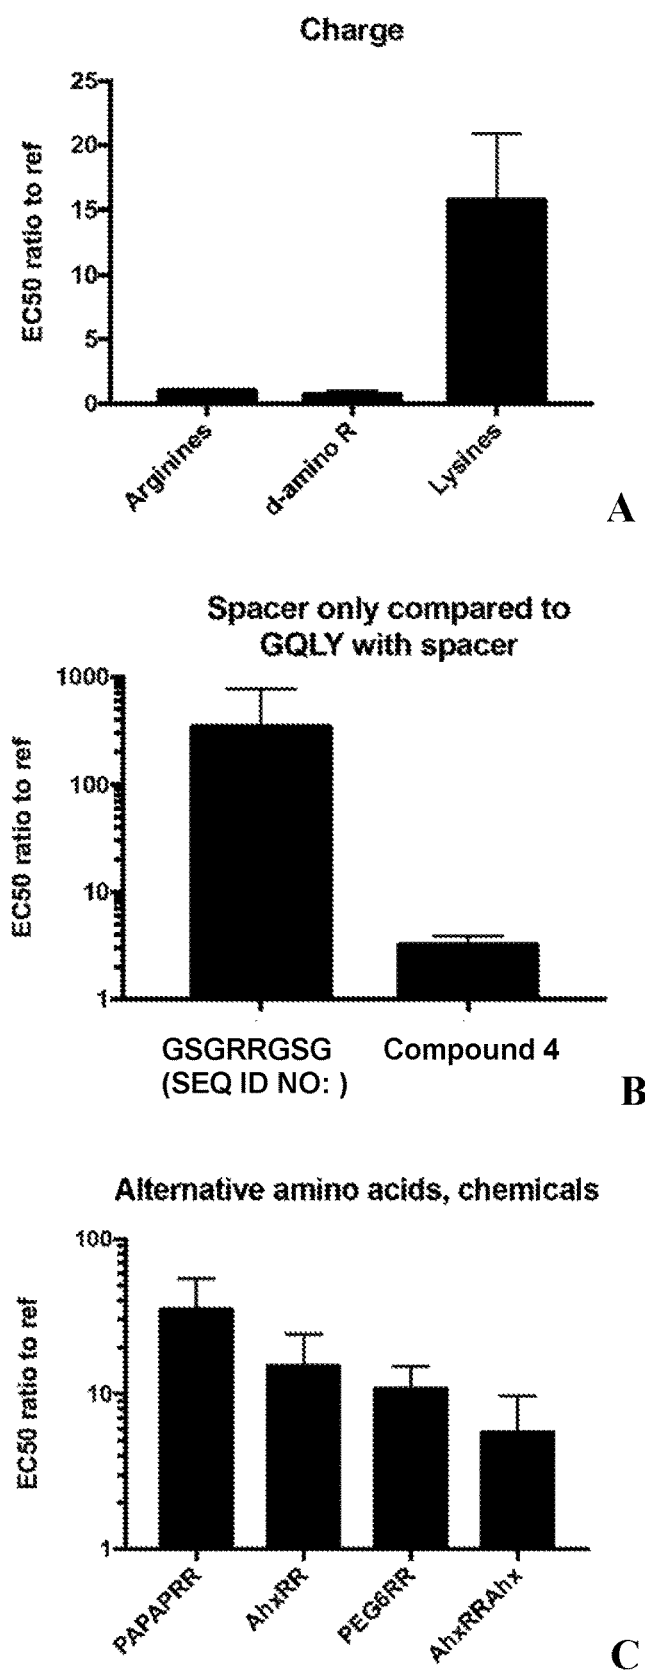 Charge
EC50 ratio to ref
25
20
15
10
5
0
Arginines
d-amino R
Lysines
A
Spacer only compared to
GQLY with spacer
EC50 ratio to ref
1000
100
10
1
GSGRRGSG
(SEQ ID NO: )
Compound 4
B
Alternative amino acids, chemicals
EC50 ratio to ref
100
10
1
PAPAPRR
AhxRR
PEG6RR
AhxRRAhx
C